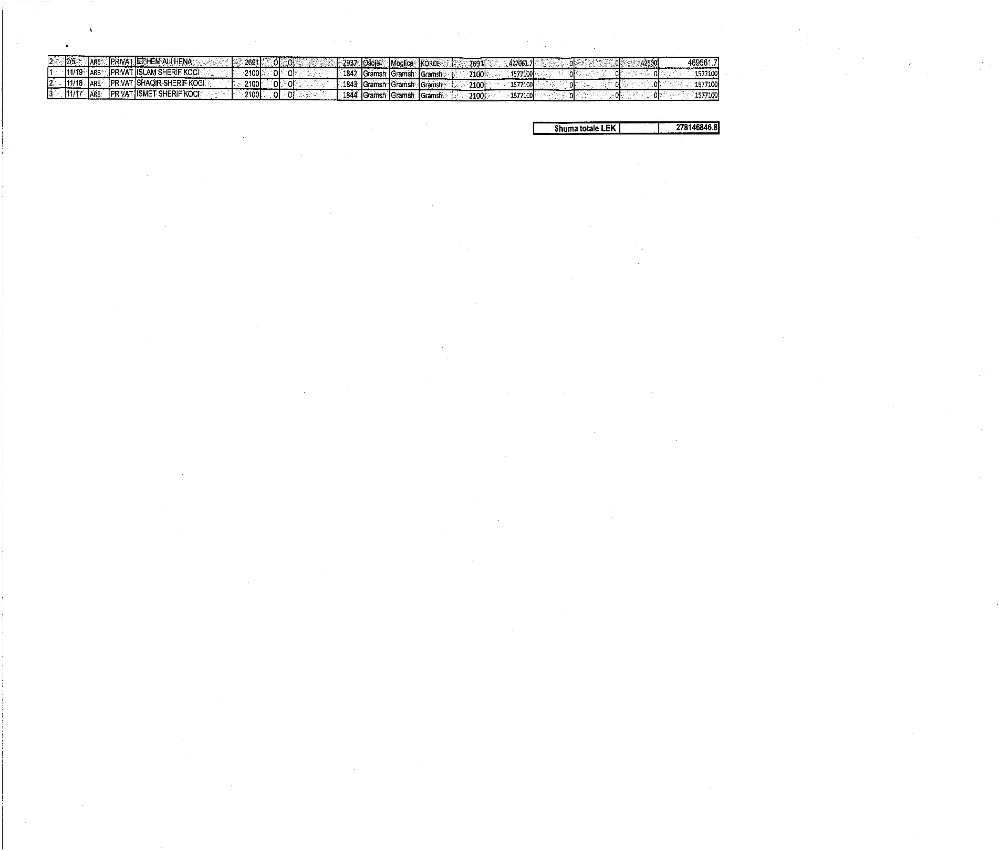 2 2/5 ARE PRIVAT ETHEM ALI HENA 2691 0 0 2937 Osoja Moglice KORCE 2691 427061.7 0 0 42500 469561.7
1 11/19 ARE PRIVAT ISLAM SHERIF KOCI 2100 0 0 1842 Gramsh Gramsh Gramsh 2100 1577100 0 0 0 1577100
2 11/18 ARE PRIVAT SHAQIR SHERIF KOCI 2100 0 0 1843 Gramsh Gramsh Gramsh 2100 1577100 0 0 0 1577100
3 11/17 ARE PRIVAT ISMET SHERIF KOCI 2100 0 0 1844 Gramsh Gramsh Gramsh 2100 1577100 0 0 0 1577100
Shuma totale LEK 278146846.8